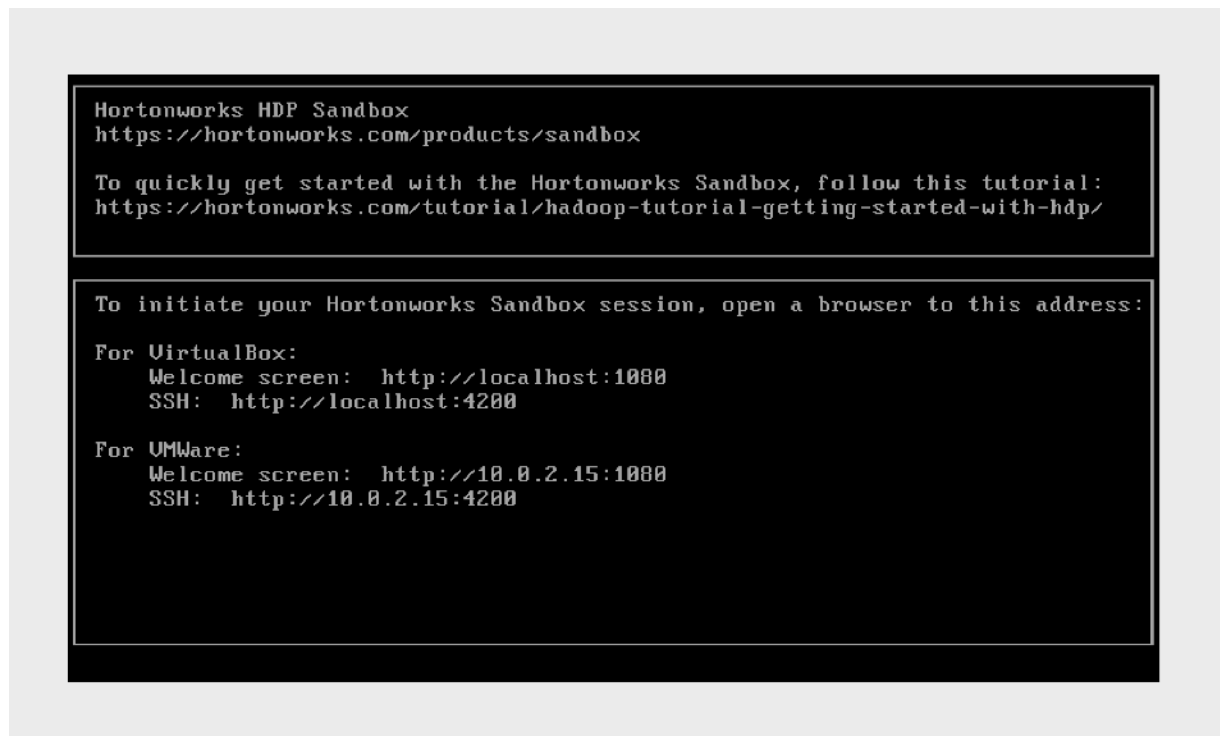 Hortonworks HDP Sandbox
https://hortonworks.com/products/sandbox
To quickly get started with the Hortonworks Sandbox, follow this tutorial:
https://hortonworks.com/tutorial/hadoop-tutorial-getting-started-with-hdp/
To initiate your Hortonworks Sandbox session, open a browser to this address:
For VirtualBox:
Welcome screen: http://localhost:1080
SSH: http://localhost:4200
For VMWare:
Welcome screen: http://10.0.2.15:1080
SSH: http://10.0.2.15:4200